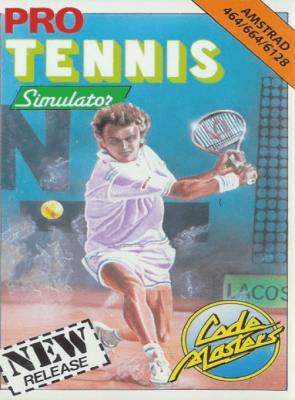 PRO
TENNIS
Simulator
AMSTRAD
464/664/6128
LACOS
NEW
RELEASE
Code
Masters